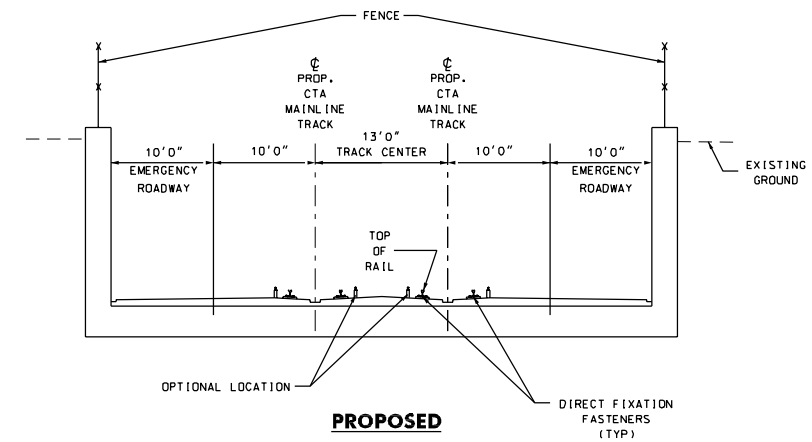 FENCE
℄
PROP.
CTA
MAINLINE
TRACK
℄
PROP.
CTA
MAINLINE
TRACK
10'0"
EMERGENCY
ROADWAY
10'0"
13'0"
TRACK CENTER
10'0"
10'0"
EMERGENCY
ROADWAY
EXISTING
GROUND
TOP
OF
RAIL
OPTIONAL LOCATION
DIRECT FIXATION
FASTENERS
(TYP)
PROPOSED